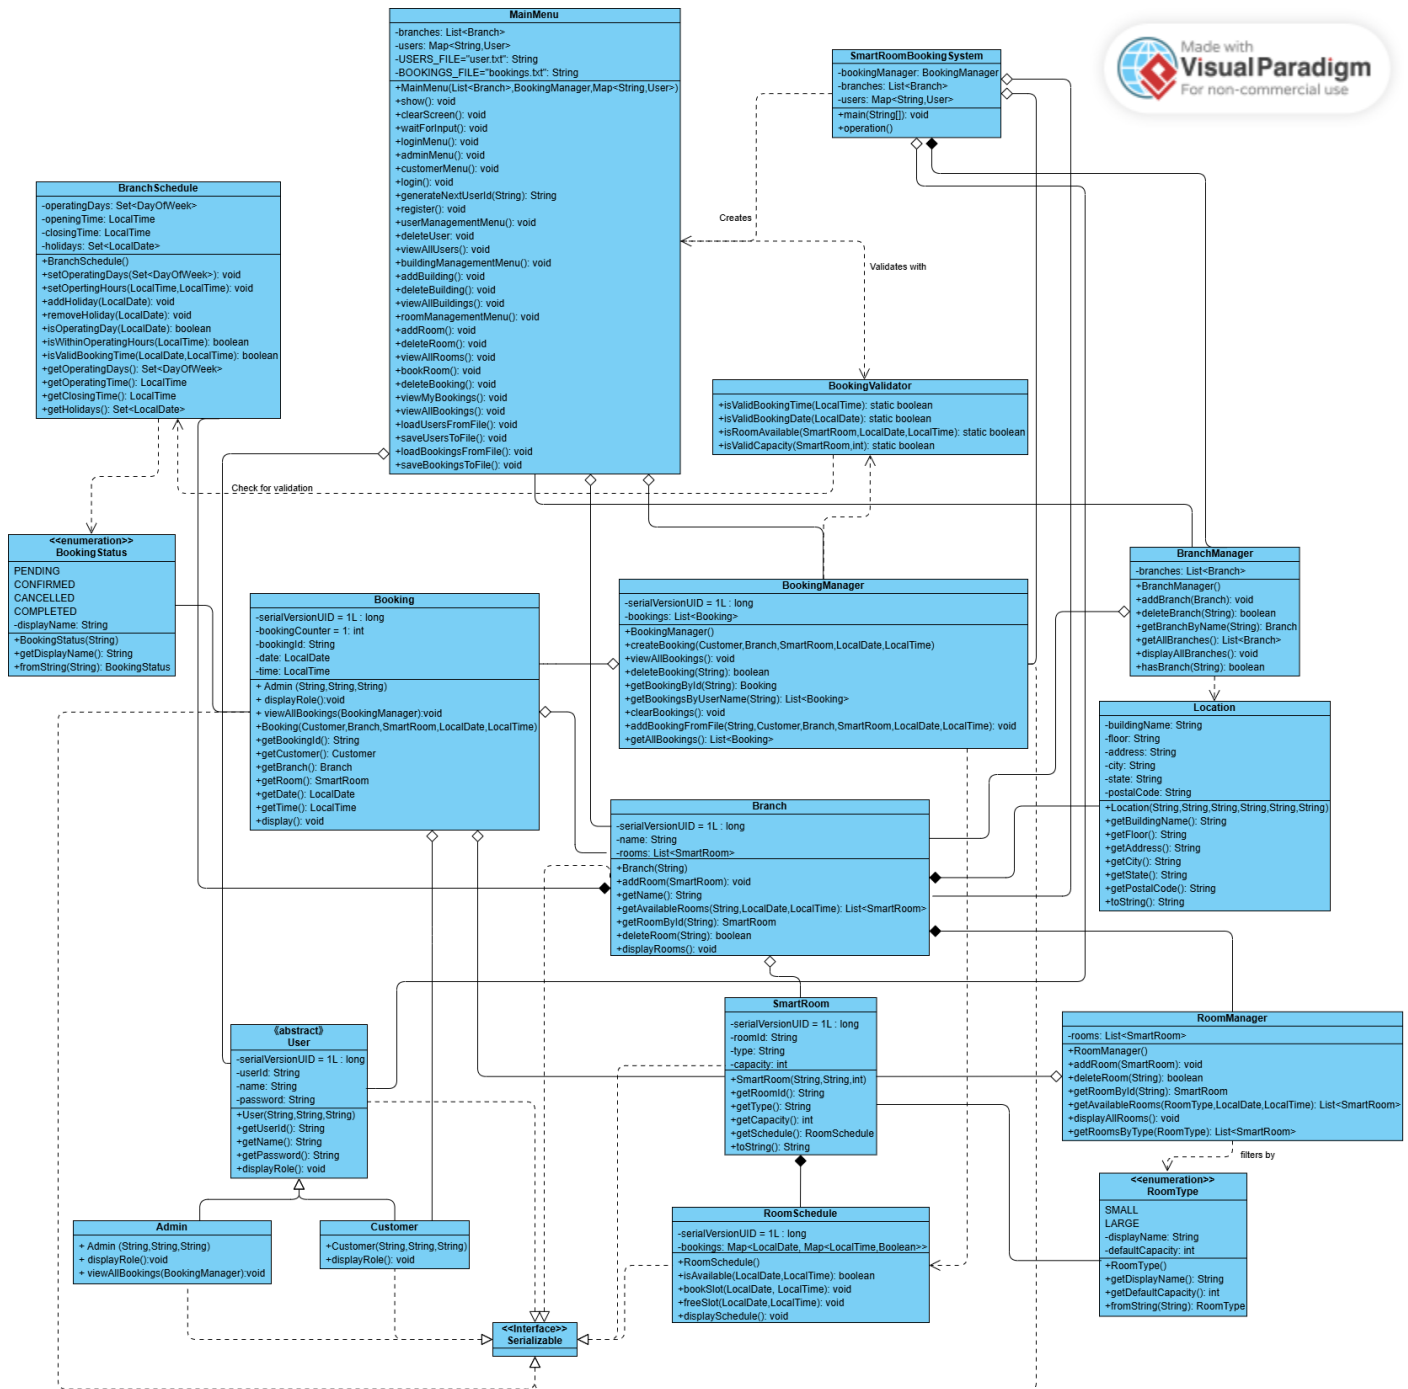 MainMenu
-branches: List<Branch>
-users: Map<String,User>
-USERS_FILE="user.txt": String
-BOOKINGS_FILE="bookings.txt": String
+MainMenu(List<Branch>,BookingManager,Map<String,User>)
+show(): void
+clearScreen(): void
+waitForInput(): void
+loginMenu(): void
+adminMenu(): void
+customerMenu(): void
+login(): void
+generateNextUserId(String): String
+register(): void
+userManagementMenu(): void
+deleteUser: void
+viewAllUsers(): void
+buildingManagementMenu(): void
+addBuilding(): void
+deleteBuilding(): void
+viewAllBuildings(): void
+roomManagementMenu(): void
+addRoom(): void
+deleteRoom(): void
+viewAllRooms(): void
+bookRoom(): void
+deleteBooking(): void
+viewMyBookings(): void
+viewAllBookings(): void
+loadUsersFromFile(): void
+saveUsersToFile(): void
+loadBookingsFromFile(): void
+saveBookingsToFile(): void
SmartRoomBookingSystem
-bookingManager: BookingManager
-branches: List<Branch>
-users: Map<String,User>
+main(String[]): void
+operation()
Made with
Visual Paradigm
For non-commercial use
BranchSchedule
-operatingDays: Set<DayOfWeek>
-openingTime: LocalTime
-closingTime: LocalTime
-holidays: Set<LocalDate>
+BranchSchedule()
+setOperatingDays(Set<DayOfWeek>): void
+setOpertingHours(LocalTime,LocalTime): void
+addHoliday(LocalDate): void
+removeHoliday(LocalDate): void
+isOperatingDay(LocalDate): boolean
+isWithinOperatingHours(LocalTime): boolean
+isValidBookingTime(LocalDate,LocalTime): boolean
+getOperatingDays(): Set<DayOfWeek>
+getOperatingTime(): LocalTime
+getClosingTime(): LocalTime
+getHolidays(): Set<LocalDate>
Creates
Validates with
BookingValidator
+isValidBookingTime(LocalTime): static boolean
+isValidBookingDate(LocalDate): static boolean
+isRoomAvailable(SmartRoom,LocalDate,LocalTime): static boolean
+isValidCapacity(SmartRoom,int): static boolean
Check for validation
<<enumeration>>
BookingStatus
PENDING
CONFIRMED
CANCELLED
COMPLETED
-displayName: String
+BookingStatus(String)
+getDisplayName(): String
+fromString(String): BookingStatus
Booking
-serialVersionUID = 1L : long
-bookingCounter = 1: int
-bookingId: String
-date: LocalDate
-time: LocalTime
+ Admin (String,String,String)
+ displayRole():void
+ viewAllBookings(BookingManager):void
+Booking(Customer,Branch,SmartRoom,LocalDate,LocalTime)
+getBookingId(): String
+getCustomer(): Customer
+getBranch(): Branch
+getRoom(): SmartRoom
+getDate(): LocalDate
+getTime(): LocalTime
+display(): void
BookingManager
-serialVersionUID = 1L : long
-bookings: List<Booking>
+BookingManager()
+createBooking(Customer,Branch,SmartRoom,LocalDate,LocalTime)
+viewAllBookings(): void
+deleteBooking(String): boolean
+getBookingById(String): Booking
+getBookingsByUserName(String): List<Booking>
+clearBookings(): void
+addBookingFromFile(String,Customer,Branch,SmartRoom,LocalDate,LocalTime): void
+getAllBookings(): List<Booking>
BranchManager
-branches: List<Branch>
+BranchManager()
+addBranch(Branch): void
+deleteBranch(String): boolean
+getBranchByName(String): Branch
+getAllBranches(): List<Branch>
+displayAllBranches(): void
+hasBranch(String): boolean
Location
-buildingName: String
-floor: String
-address: String
-city: String
-state: String
-postalCode: String
+Location(String,String,String,String,String,String)
+getBuildingName(): String
+getFloor(): String
+getAddress(): String
+getCity(): String
+getState(): String
+getPostalCode(): String
+toString(): String
Branch
-serialVersionUID = 1L : long
-name: String
-rooms: List<SmartRoom>
+Branch(String)
+addRoom(SmartRoom): void
+getName(): String
+getAvailableRooms(String,LocalDate,LocalTime): List<SmartRoom>
+getRoomById(String): SmartRoom
+deleteRoom(String): boolean
+displayRooms(): void
SmartRoom
-serialVersionUID = 1L : long
-roomId: String
-type: String
-capacity: int
+SmartRoom(String,String,int)
+getRoomId(): String
+getType(): String
+getCapacity(): int
+getSchedule(): RoomSchedule
+toString(): String
RoomManager
-rooms: List<SmartRoom>
+RoomManager()
+addRoom(SmartRoom): void
+deleteRoom(String): boolean
+getRoomById(String): SmartRoom
+getAvailableRooms(RoomType,LocalDate,LocalTime): List<SmartRoom>
+displayAllRooms(): void
+getRoomsByType(RoomType): List<SmartRoom>
filters by
《abstract》
User
-serialVersionUID = 1L : long
-userId: String
-name: String
-password: String
+User(String,String,String)
+getUserId(): String
+getName(): String
+getPassword(): String
+displayRole(): void
<<enumeration>>
RoomType
SMALL
LARGE
-displayName: String
-defaultCapacity: int
+RoomType()
+getDisplayName(): String
+getDefaultCapacity(): int
+fromString(String): RoomType
Admin
+ Admin (String,String,String)
+ displayRole():void
+ viewAllBookings(BookingManager):void
Customer
+Customer(String,String,String)
+displayRole(): void
RoomSchedule
-serialVersionUID = 1L : long
-bookings: Map<LocalDate, Map<LocalTime,Boolean>>
+RoomSchedule()
+isAvailable(LocalDate,LocalTime): boolean
+bookSlot(LocalDate, LocalTime): void
+freeSlot(LocalDate,LocalTime): void
+displaySchedule(): void
<<Interface>>
Serializable